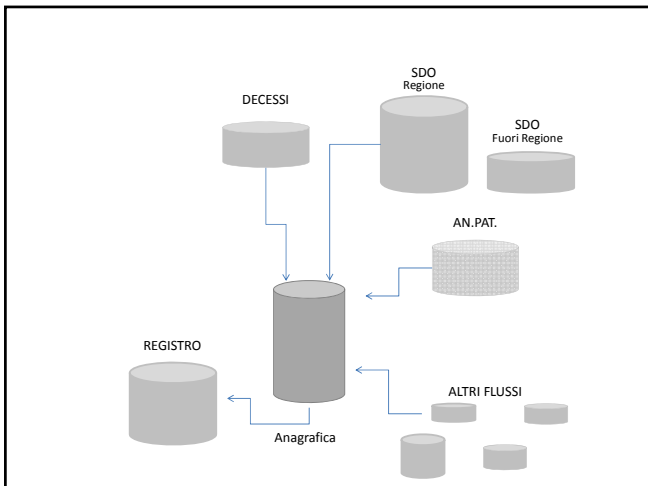 SDO
Regione
DECESSI
SDO
Fuori Regione
AN.PAT.
REGISTRO
ALTRI FLUSSI
Anagrafica